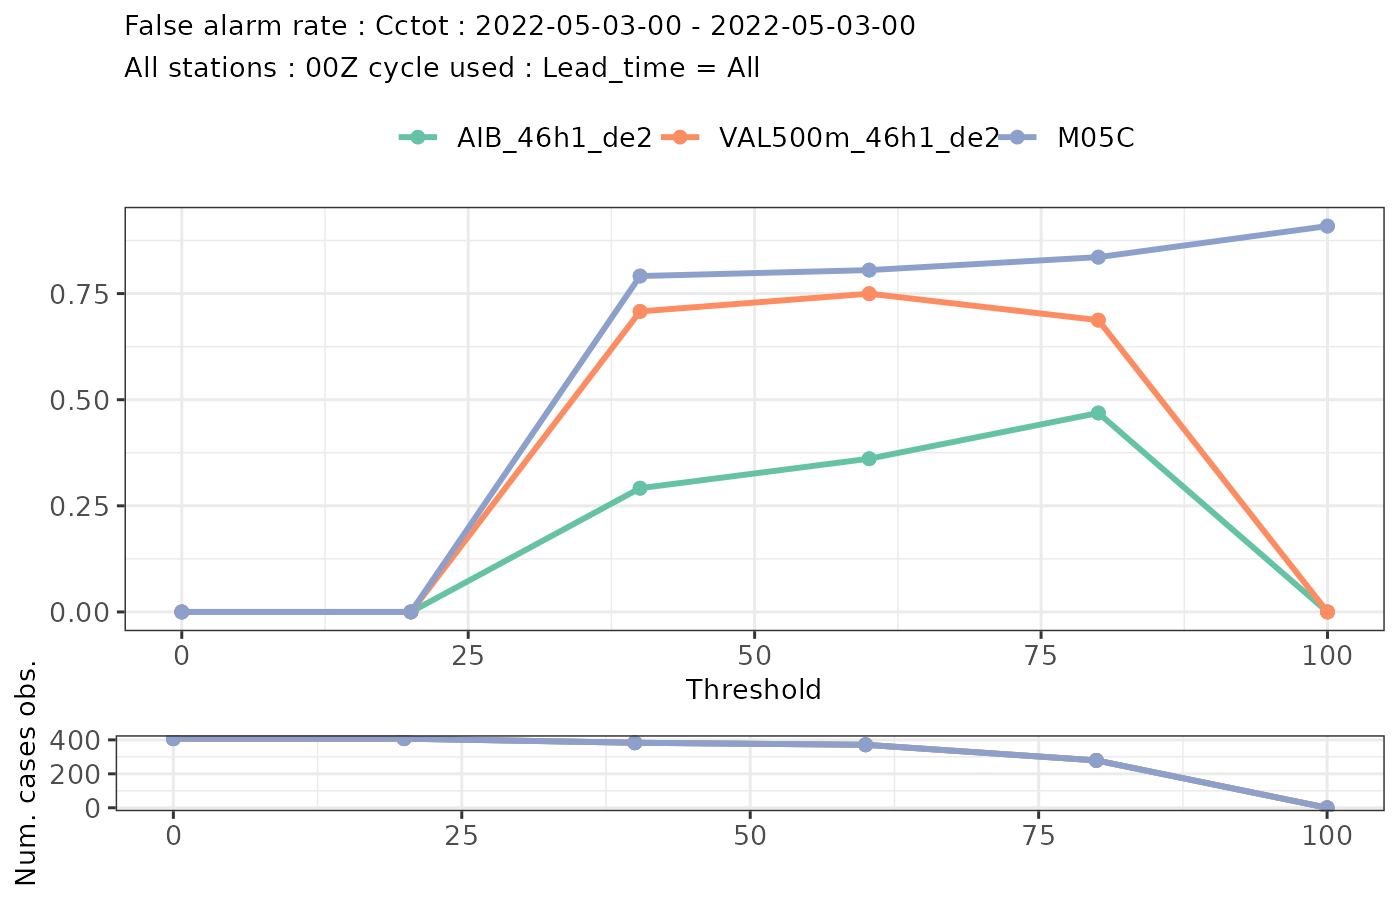 False alarm rate : Cctot : 2022-05-03-00 - 2022-05-03-00
All stations : 00Z cycle used : Lead_time = All
AIB_46h1_de2 VAL500m_46h1_de2 M05C
0.75
0.50
0.25
0.00
0 25 50 75 100
Threshold
Num. cases obs.
400
200
0
0 25 50 75 100